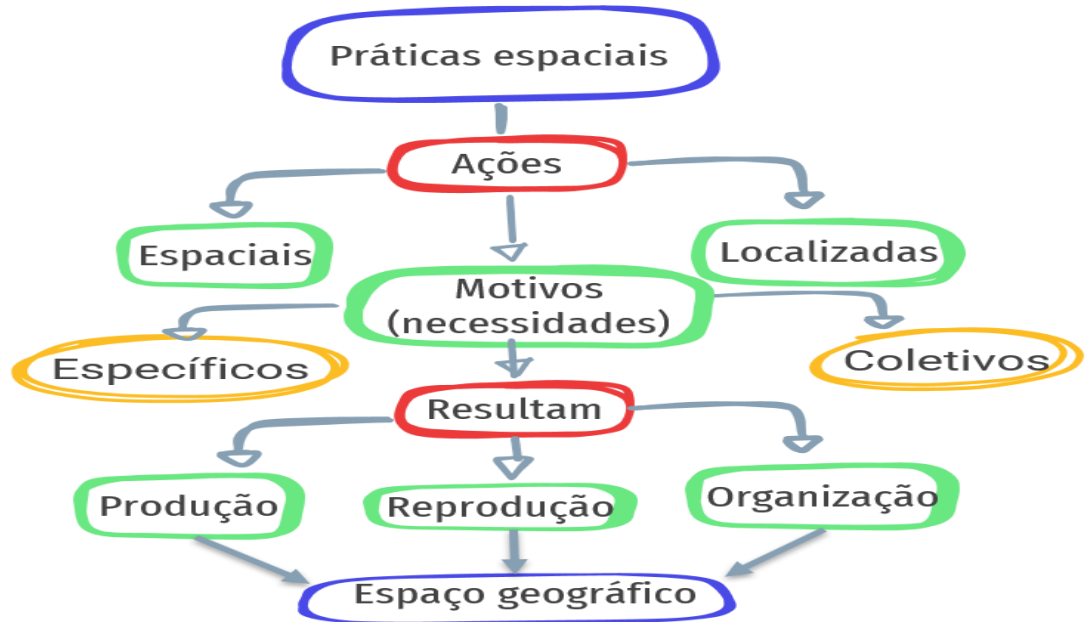 Práticas espaciais
Ações
Espaciais
Localizadas
Motivos
(necessidades)
Específicos
Coletivos
Resultam
Produção
Reprodução
Organização
Espaço geográfico